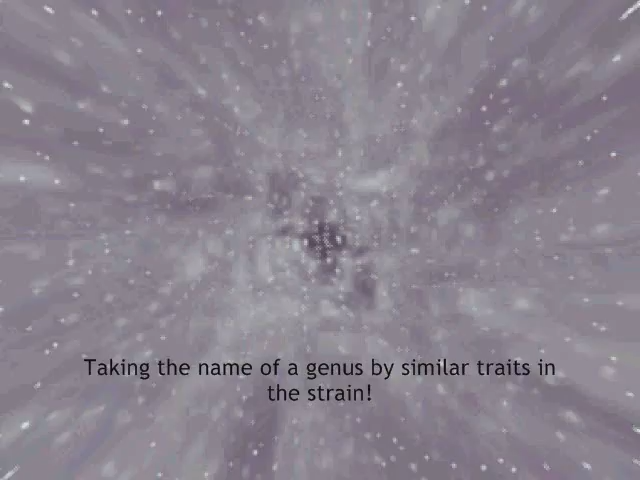 Taking the name of a genus by similar traits in
the strain!